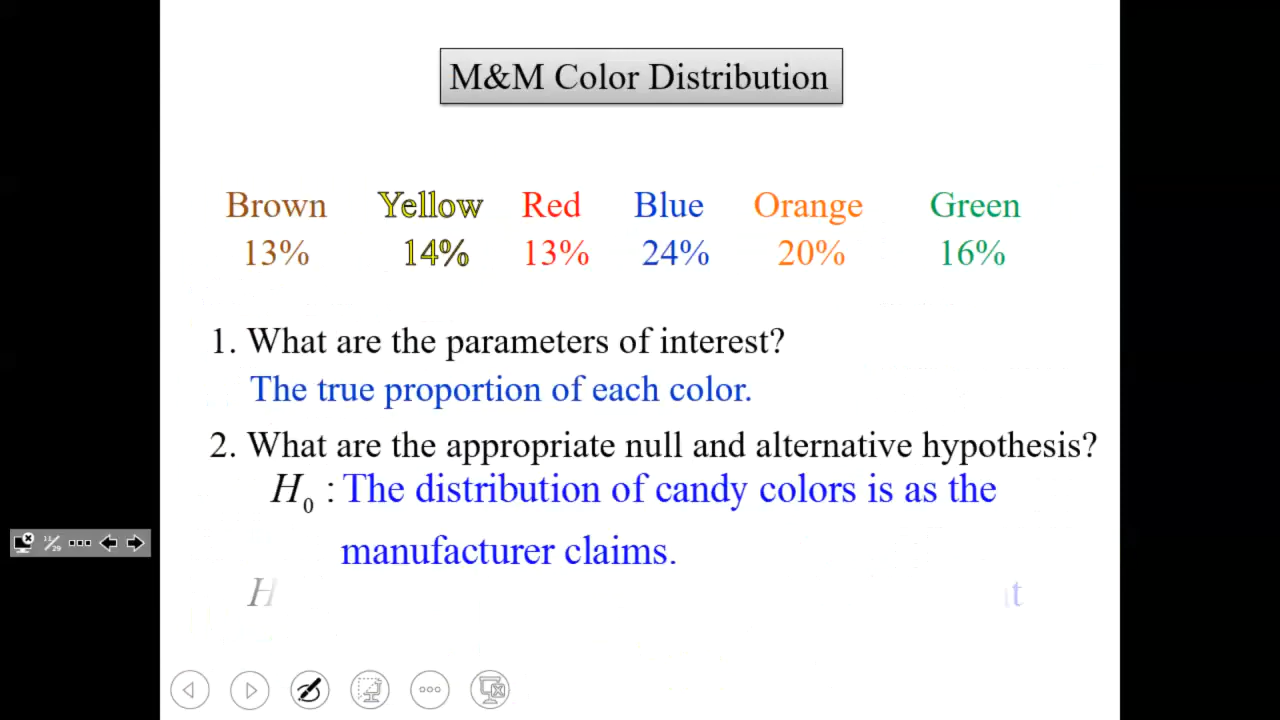 M&M Color Distribution
Brown Yellow Red Blue Orange Green
13% 14% 13% 24% 20% 16%
1. What are the parameters of interest?
The true proportion of each color.
2. What are the appropriate null and alternative hypothesis?
H₀ : The distribution of candy colors is as the
manufacturer claims.
H t
11/29